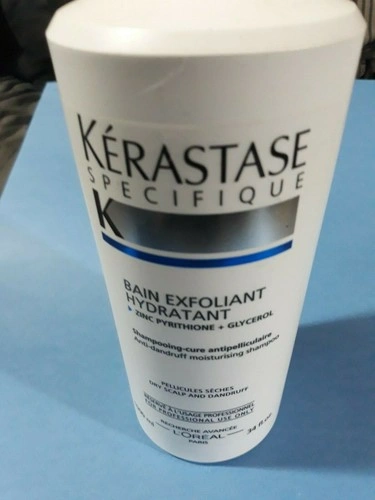 KÉRASTASE
SPECIFIQUE
K
BAIN EXFOLIANT
HYDRATANT
ZINC PYRITHIONE + GLYCEROL
Shampooing-cure antipelliculaire
Anti-dandruff moisturising shampoo
PELLICULES SÈCHES
DRY SCALP AND DANDRUFF
RÉSERVÉ À L'USAGE PROFESSIONNEL
FOR PROFESSIONAL USE ONLY
RECHERCHE AVANCÉE
L'ORÉAL
PARIS
34 fl.oz